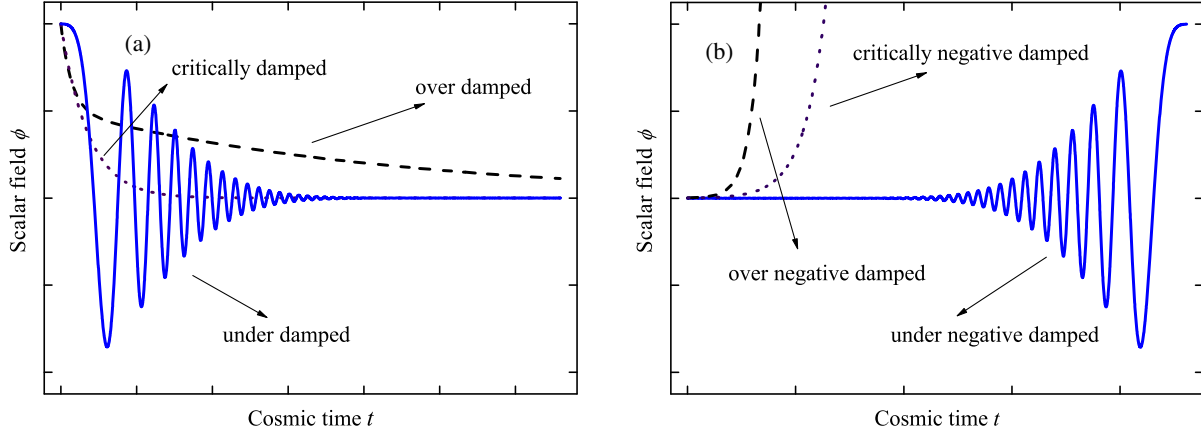 (a)
critically damped
over damped
under damped
Scalar field ϕ
Cosmic time t
(b)
critically negative damped
over negative damped
under negative damped
Scalar field ϕ
Cosmic time t